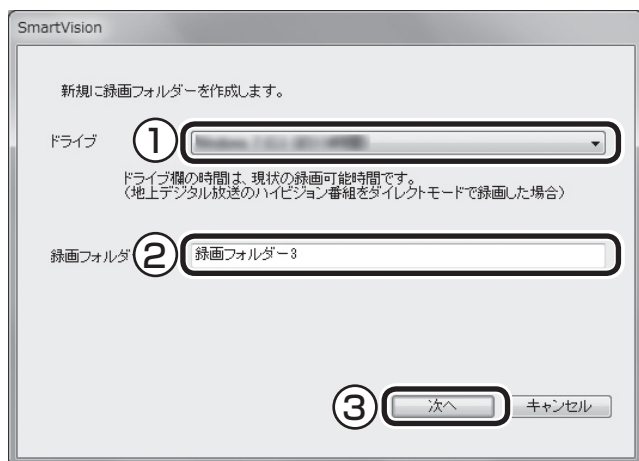 SmartVision
新規に録画フォルダーを作成します。
ドライブ ①
ドライブ欄の時間は、現状の録画可能時間です。
(地上デジタル放送のハイビジョン番組をダイレクトモードで録画した場合)
録画フォルダ ② 録画フォルダー3
③ 次へ キャンセル